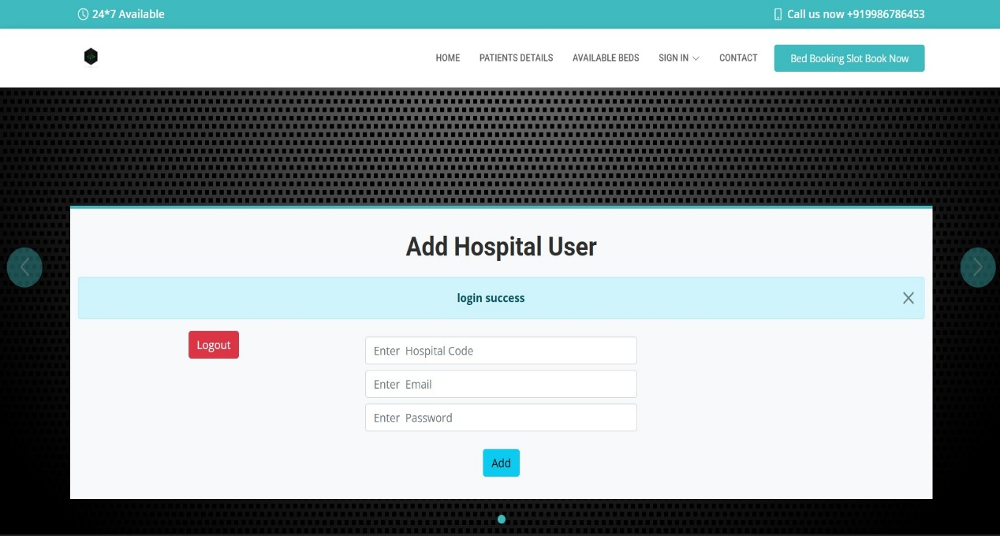 24*7 Available
Call us now +919986786453
HOME PATIENTS DETAILS AVAILABLE BEDS SIGN IN CONTACT Bed Booking Slot Book Now
Add Hospital User
login success
Logout
Enter Hospital Code
Enter Email
Enter Password
Add